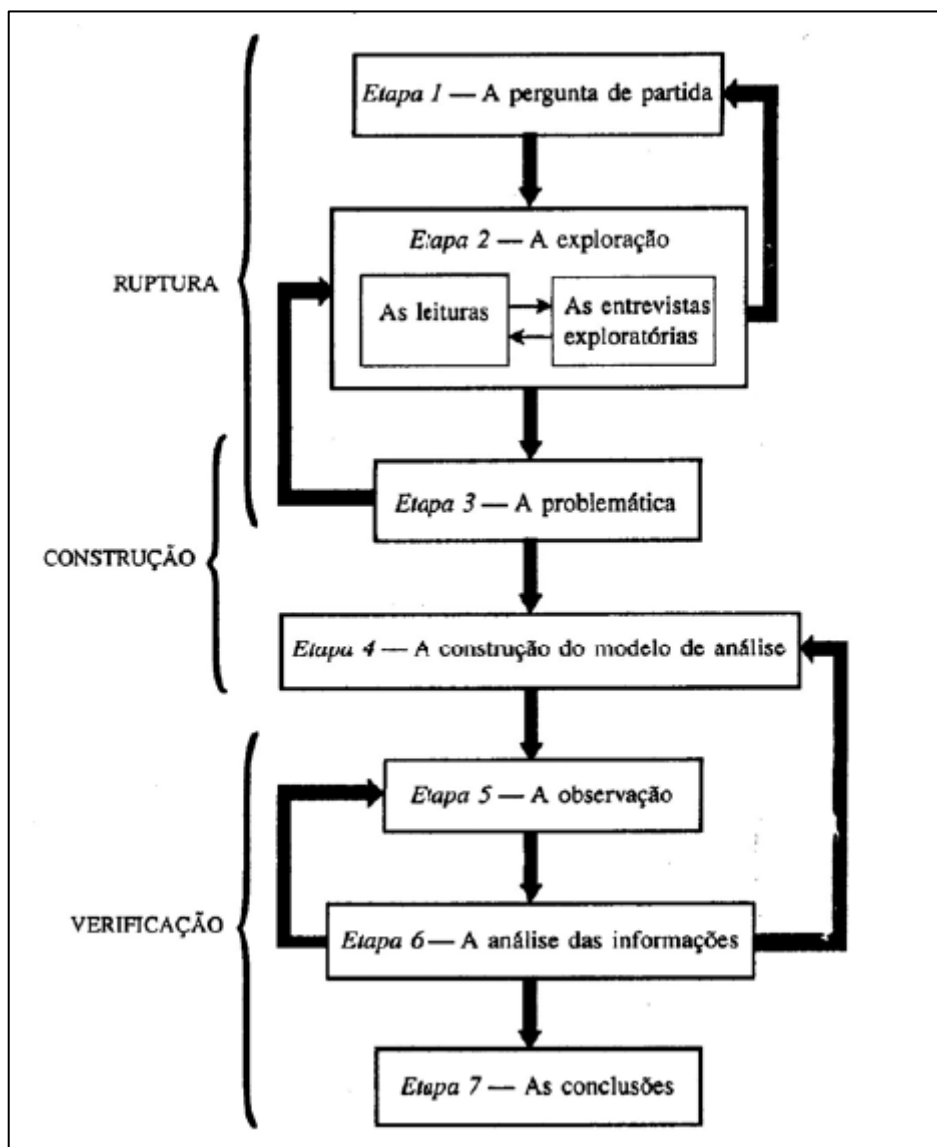 Etapa 1 — A pergunta de partida
Etapa 2 — A exploração
RUPTURA
As leituras
As entrevistas
exploratórias
Etapa 3 — A problemática
CONSTRUÇÃO
Etapa 4 — A construção do modelo de análise
Etapa 5 — A observação
VERIFICAÇÃO
Etapa 6 — A análise das informações
Etapa 7 — As conclusões